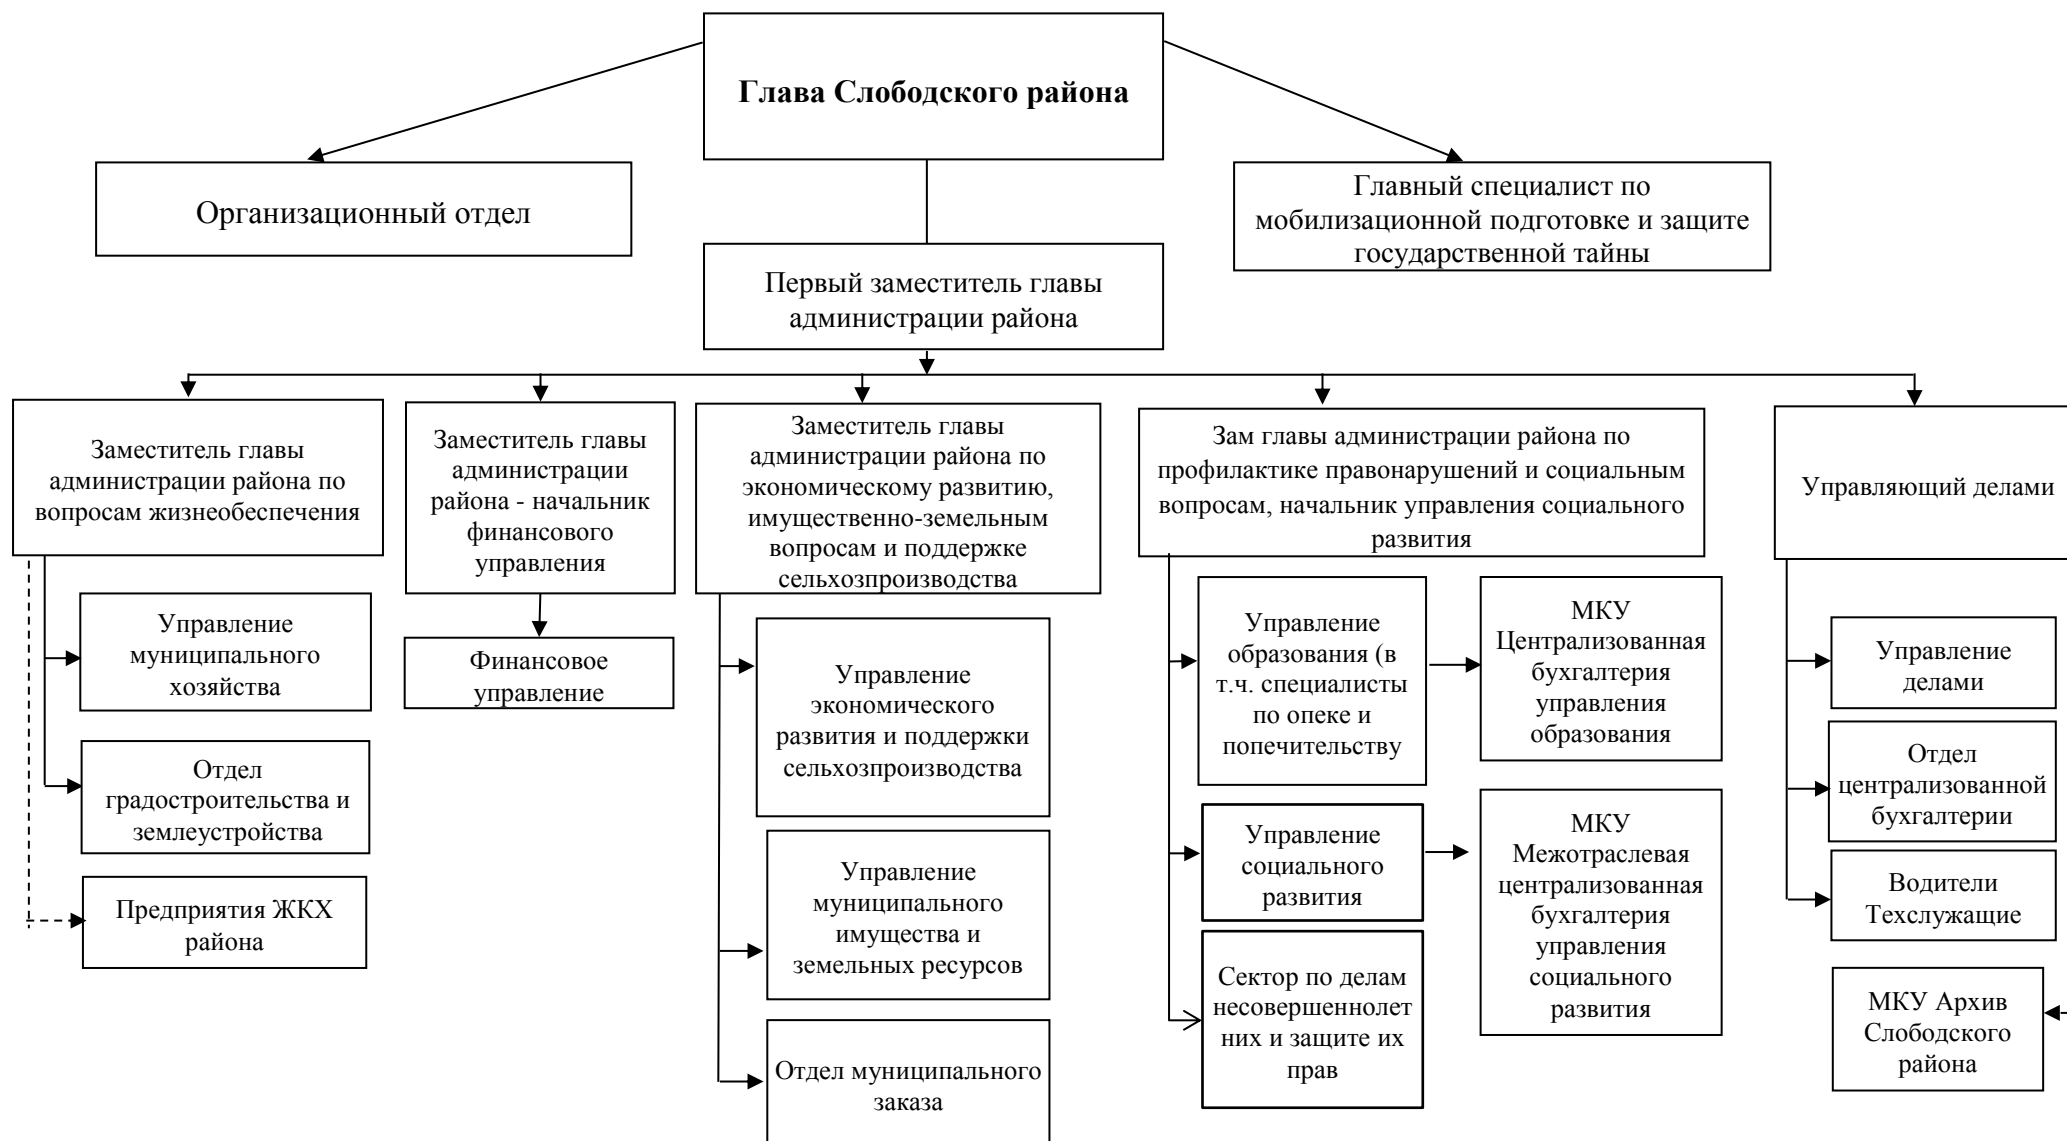 Глава Слободского района
Организационный отдел
Главный специалист по
мобилизационной подготовке и защите
государственной тайны
Первый заместитель главы
администрации района
Заместитель главы
администрации района по
вопросам жизнеобеспечения
Заместитель главы
администрации
района - начальник
финансового
управления
Заместитель главы
администрации района по
экономическому развитию,
имущественно-земельным
вопросам и поддержке
сельхозпроизводства
Зам главы администрации района по
профилактике правонарушений и социальным
вопросам, начальник управления социального
развития
Управляющий делами
Управление
муниципального
хозяйства
Отдел
градостроительства и
землеустройства
Предприятия ЖКХ
района
Финансовое
управление
Управление
экономического
развития и поддержки
сельхозпроизводства
Управление
муниципального
имущества и
земельных ресурсов
Отдел муниципального
заказа
Управление
образования (в
т.ч. специалисты
по опеке и
попечительству
МКУ
Централизованная
бухгалтерия
управления
образования
Управление
социального
развития
МКУ
Межотраслевая
централизованная
бухгалтерия
управления
социального
развития
Сектор по делам
несовершеннолет
них и защите их
прав
Управление
делами
Отдел
централизованной
бухгалтерии
Водители
Техслужащие
МКУ Архив
Слободского
района